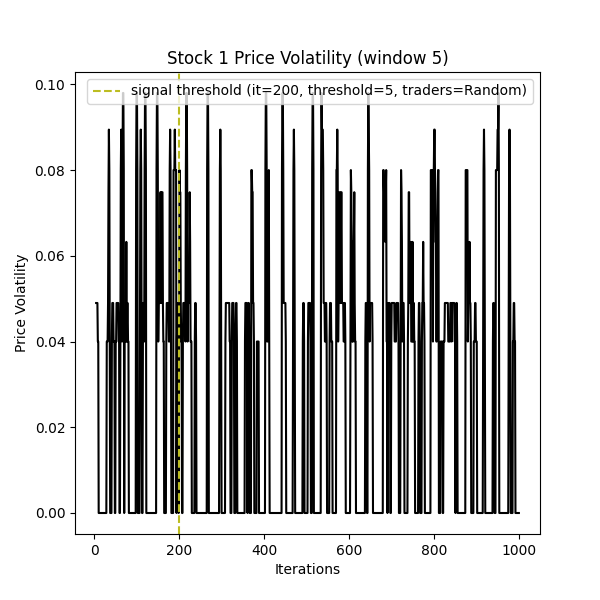 Stock 1 Price Volatility (window 5)
signal threshold (it=200, threshold=5, traders=Random)
Price Volatility
0.10
0.08
0.06
0.04
0.02
0.00
0 200 400 600 800 1000
Iterations